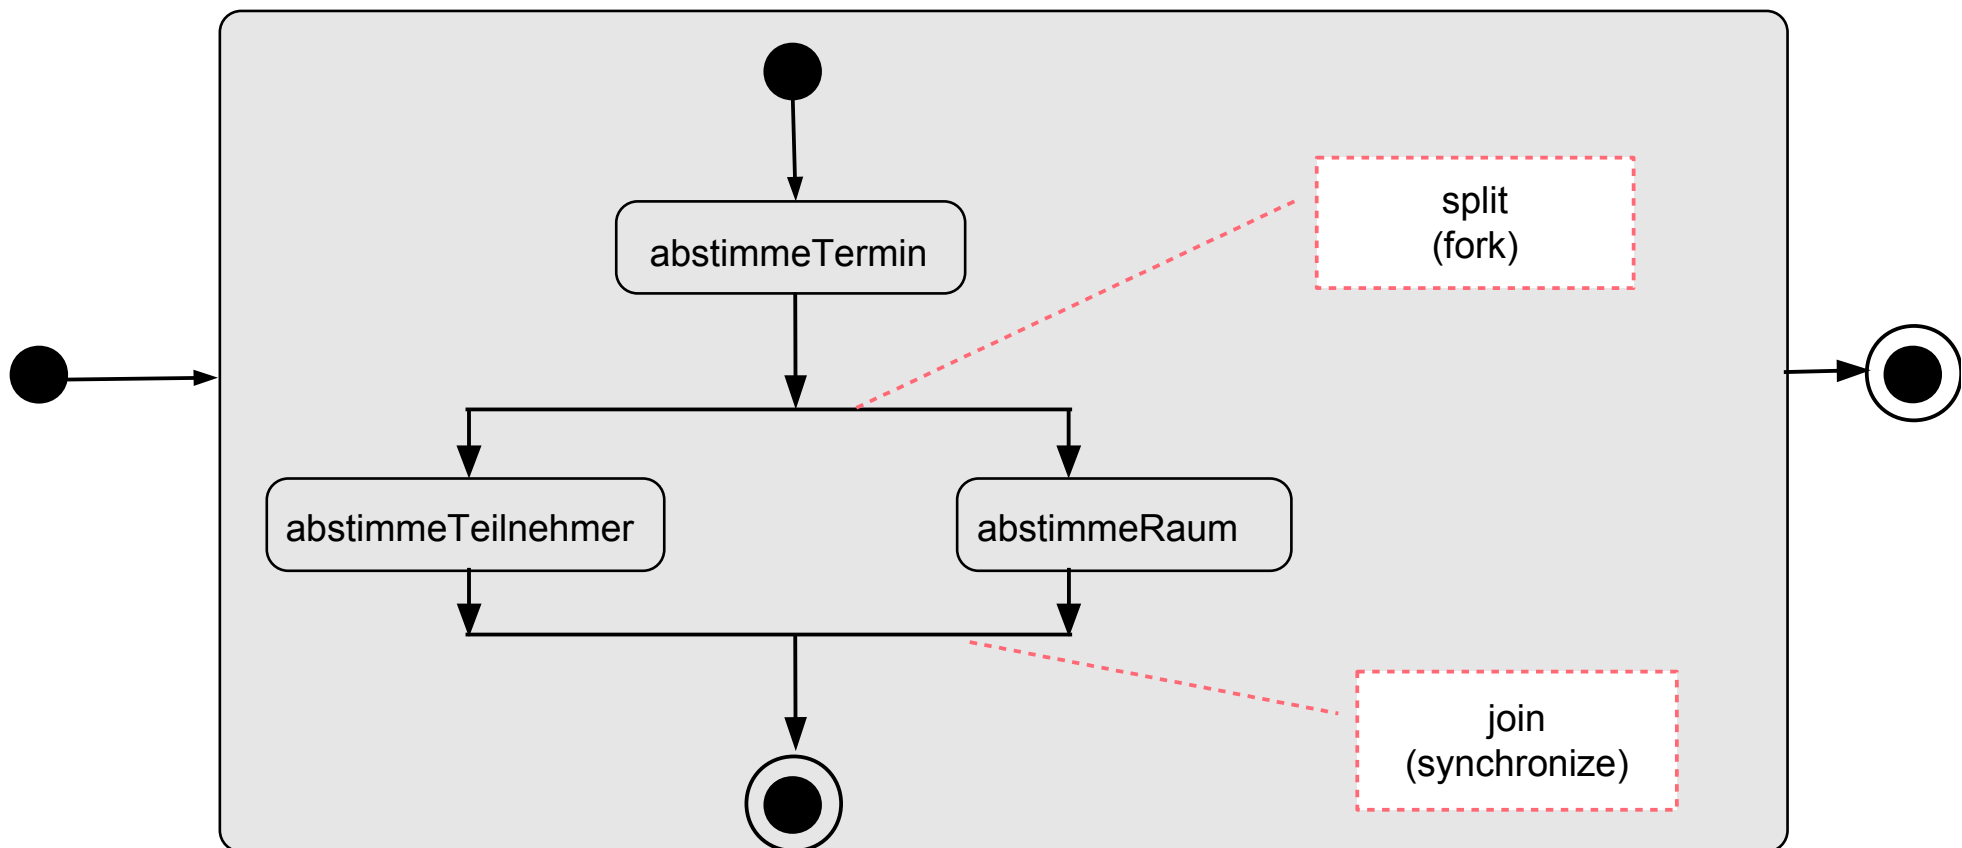 abstimmeTermin
split
(fork)
abstimmeTeilnehmer
abstimmeRaum
join
(synchronize)